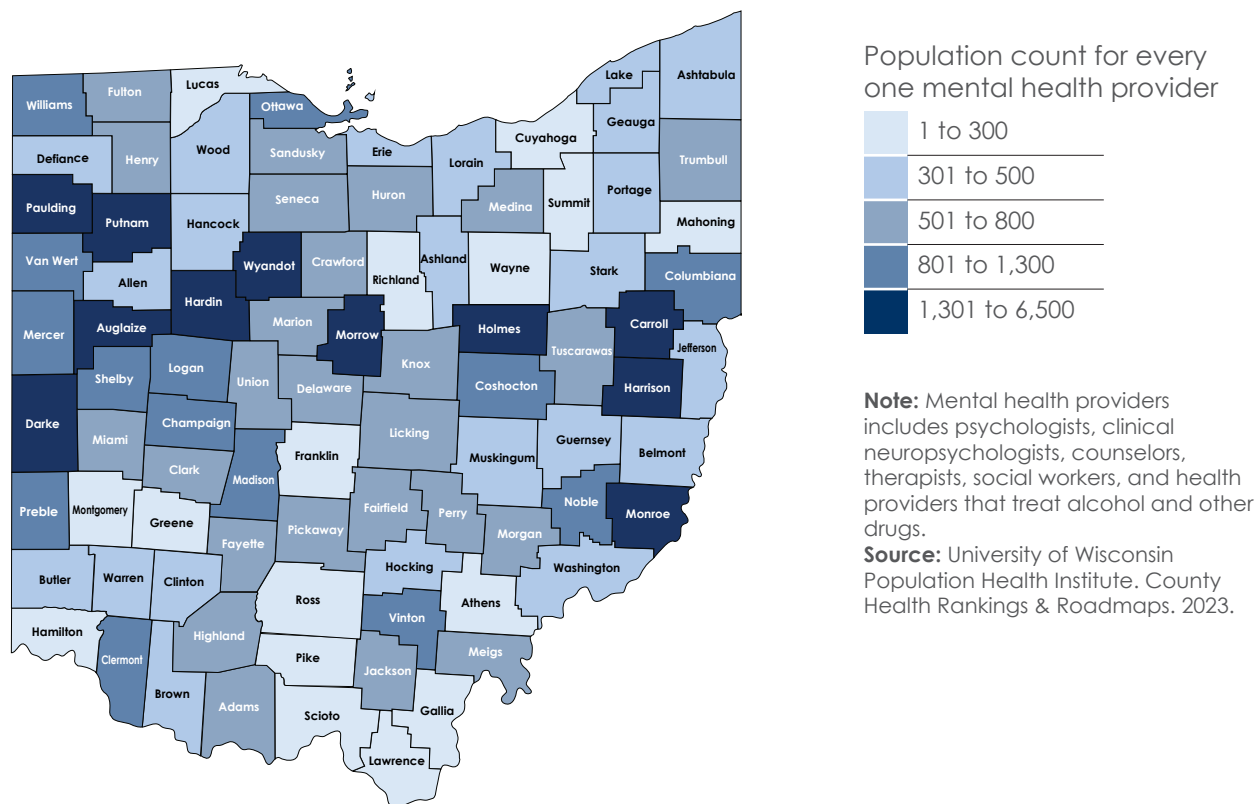 Lucas
Ashtabula
Lake
Fulton
Williams
Ottawa
Geauga
Cuyahoga
Wood
Sandusky
Erie
Lorain
Defiance
Henry
Trumbull
Seneca
Huron
Medina
Summit
Portage
Paulding
Putnam
Hancock
Mahoning
Van Wert
Wyandot
Crawford
Ashland
Wayne
Allen
Richland
Stark
Columbiana
Hardin
Auglaize
Marion
Morrow
Holmes
Carroll
Mercer
Jefferson
Tuscarawas
Knox
Logan
Shelby
Union
Delaware
Coshocton
Harrison
Darke
Champaign
Licking
Miami
Guernsey
Belmont
Franklin
Muskingum
Clark
Madison
Noble
Preble
Montgomery
Fairfield
Perry
Monroe
Greene
Pickaway
Morgan
Fayette
Hocking
Washington
Butler
Warren
Clinton
Ross
Athens
Vinton
Hamilton
Highland
Meigs
Clermont
Pike
Jackson
Brown
Adams
Scioto
Gallia
Lawrence
Population count for every
one mental health provider
1 to 300
301 to 500
501 to 800
801 to 1,300
1,301 to 6,500
Note: Mental health providers
includes psychologists, clinical
neuropsychologists, counselors,
therapists, social workers, and health
providers that treat alcohol and other
drugs.
Source: University of Wisconsin
Population Health Institute. County
Health Rankings & Roadmaps. 2023.